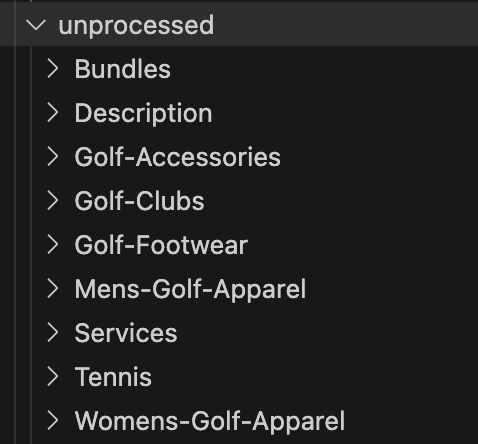 unprocessed
Bundles
Description
Golf-Accessories
Golf-Clubs
Golf-Footwear
Mens-Golf-Apparel
Services
Tennis
Womens-Golf-Apparel